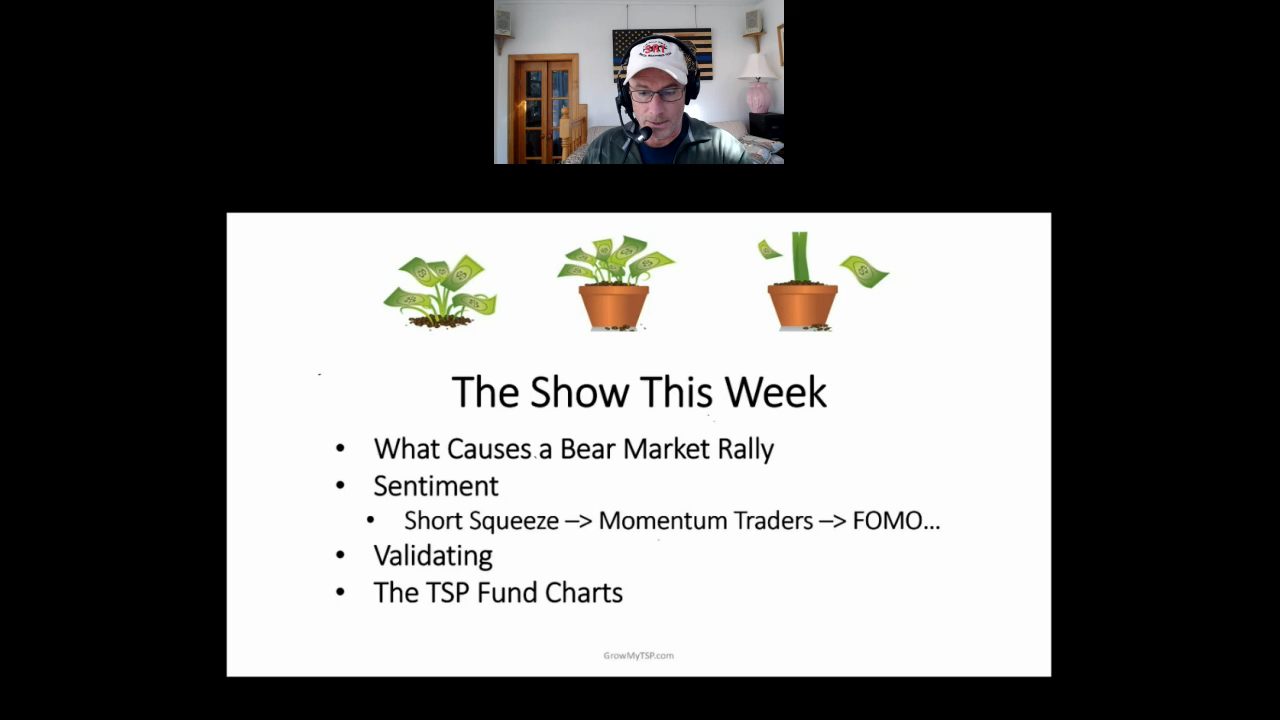 The Show This Week
• What Causes a Bear Market Rally
• Sentiment
• Short Squeeze –> Momentum Traders –> FOMO...
• Validating
• The TSP Fund Charts
GrowMyTSP.com